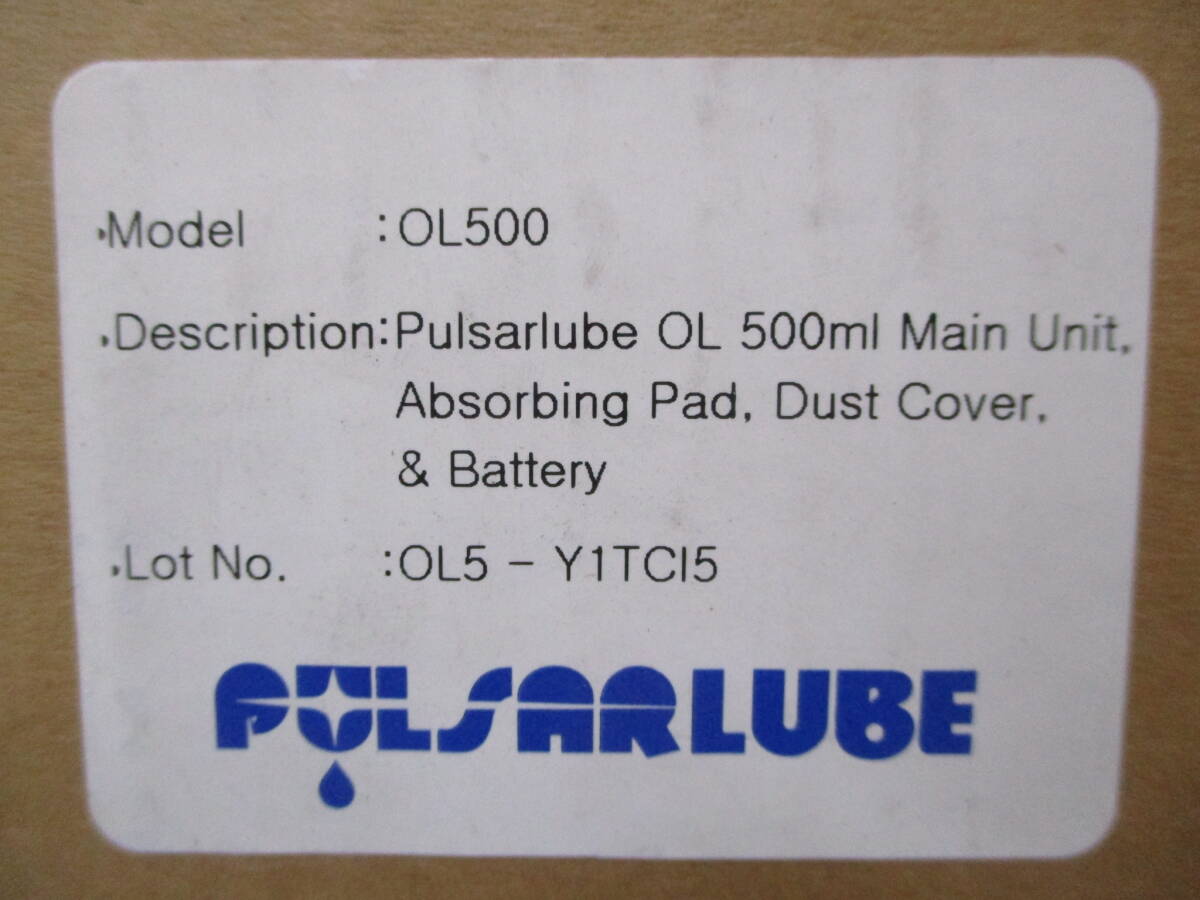 Model :OL500
Description:Pulsarlube OL 500ml Main Unit,
Absorbing Pad, Dust Cover,
& Battery
Lot No. :OL5 - Y1TCI5
PULSARLUBE